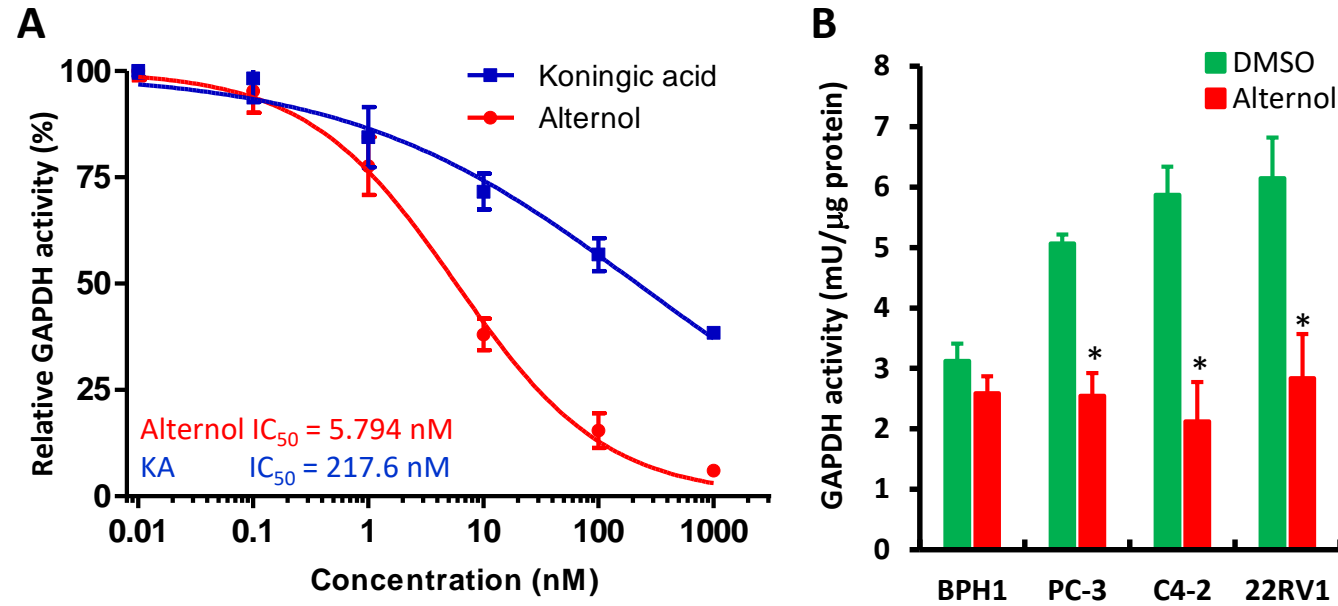 A
Relative GAPDH activity (%)
100
75
50
25
0
Koningic acid
Alternol
Alternol IC50 = 5.794 nM
KA IC50 = 217.6 nM
0.01 0.1 1 10 100 1000
Concentration (nM)
B
GAPDH activity (mU/µg protein)
8
7
6
5
4
3
2
1
0
DMSO
Alternol
* * *
BPH1 PC-3 C4-2 22RV1